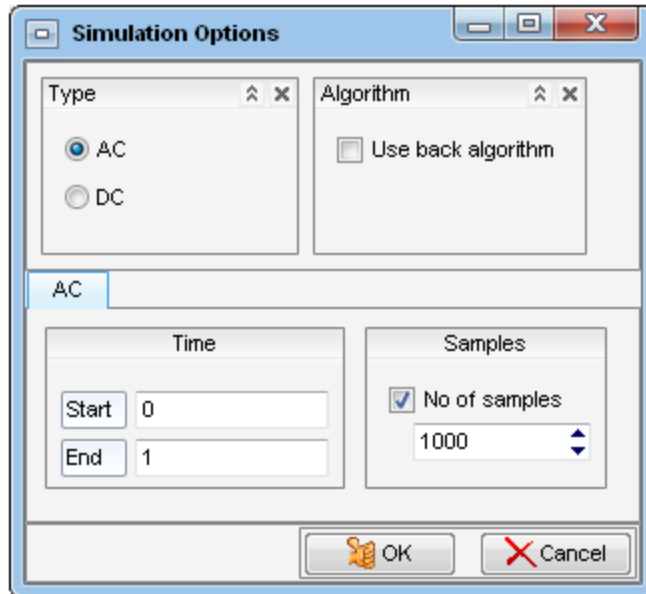 Simulation Options
Type
Algorithm
AC
Use back algorithm
DC
AC
Time
Samples
Start 0
No of samples
End 1
1000
OK
Cancel